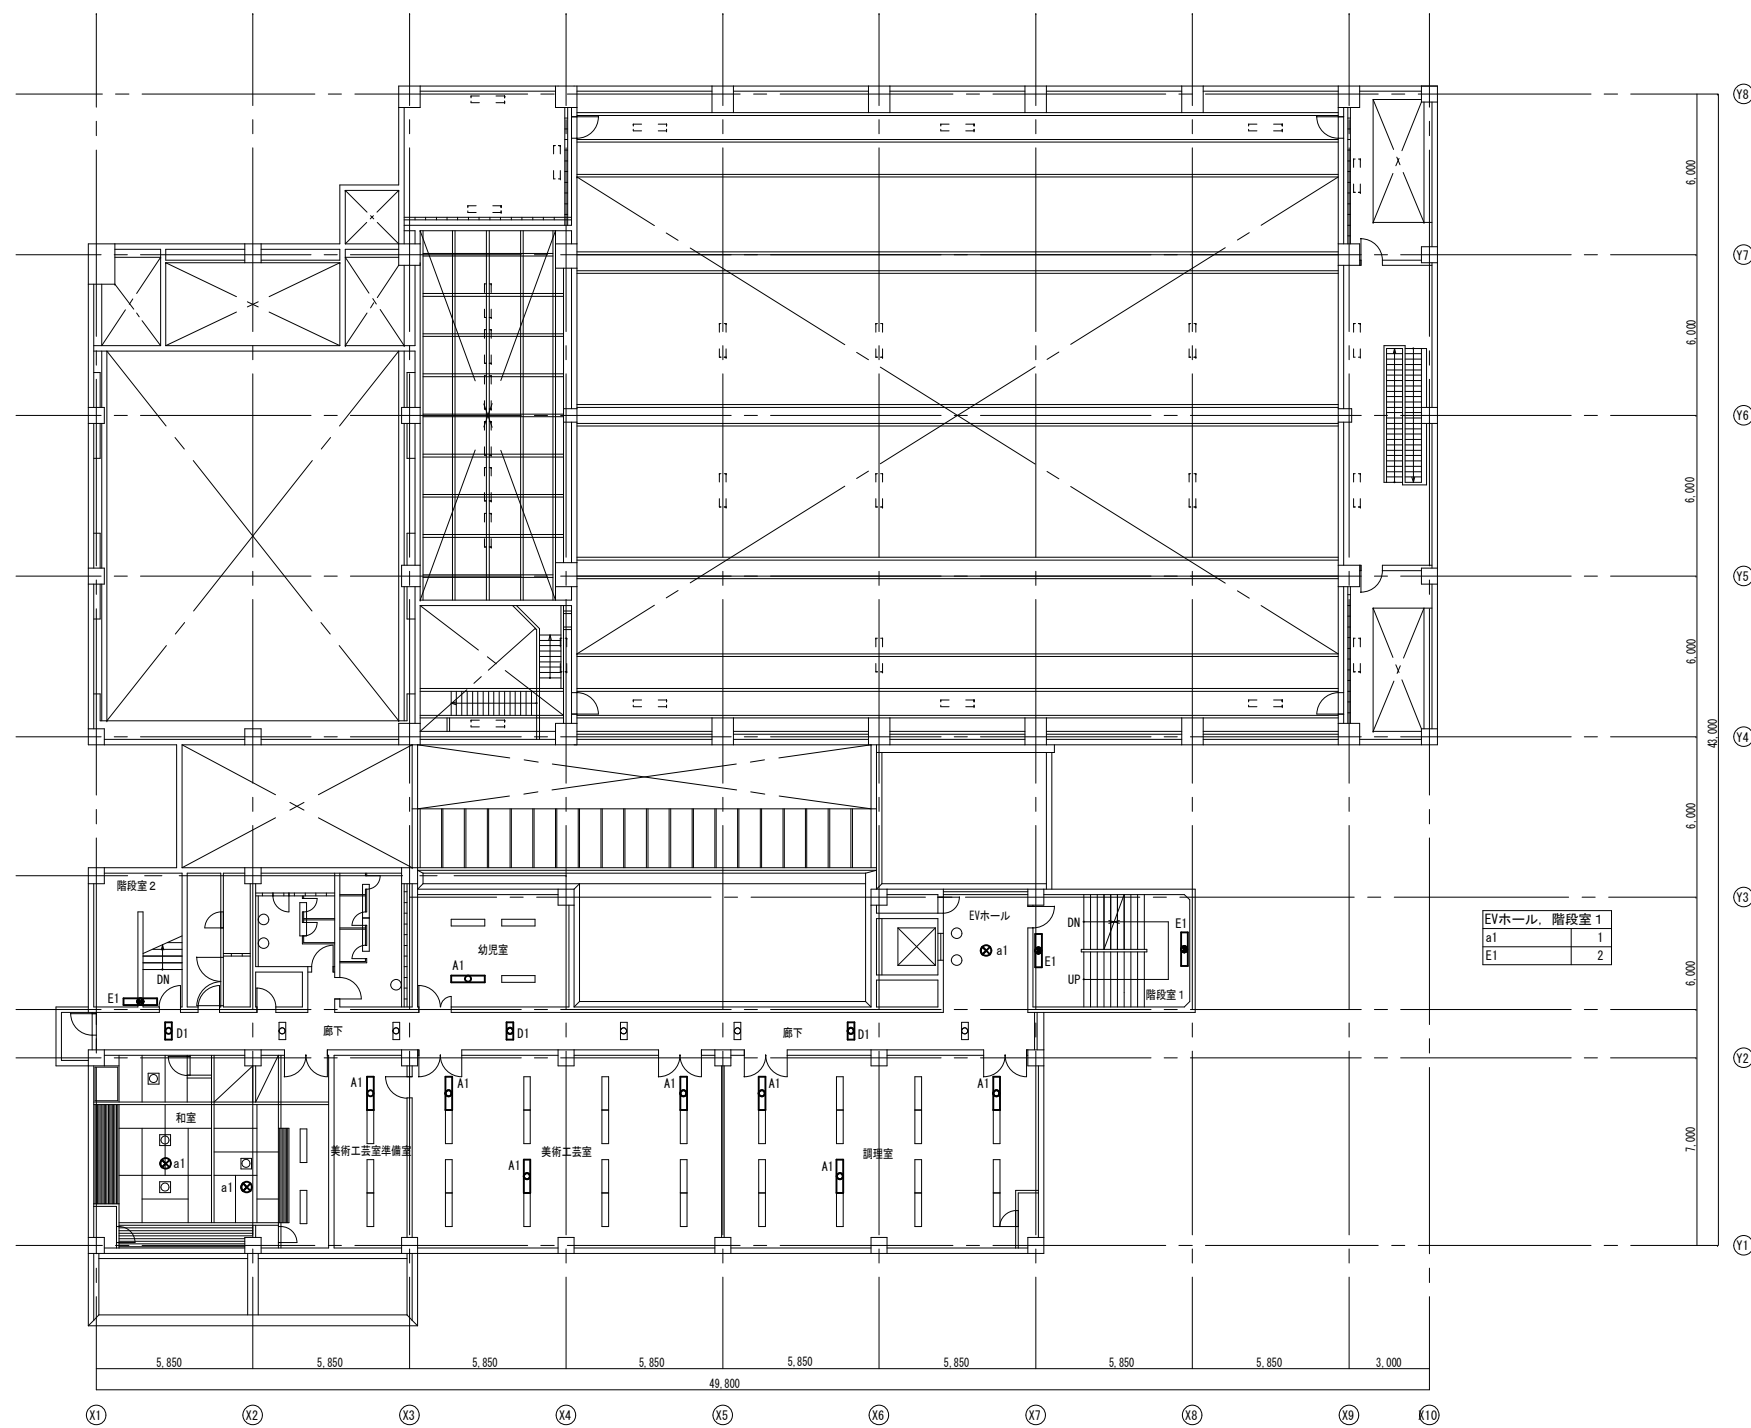 Y8
6,000
Y7
6,000
Y6
6,000
Y5
6,000
43,000
Y4
6,000
階段室２
Y3
EVホール
DN
E1
EVホール, 階段室１
a1 1
E1 2
幼児室
a1
A1
E1
6,000
DN
UP
階段室１
E1
D1
廊下
D1
廊下
D1
Y2
A1
A1
A1
A1
A1
和室
美術工芸室準備室
美術工芸室
調理室
7,000
a1
A1
A1
a1
Y1
5,850
5,850
5,850
5,850
5,850
5,850
5,850
5,850
3,000
49,800
X1
X2
X3
X4
X5
X6
X7
X8
X9
X10